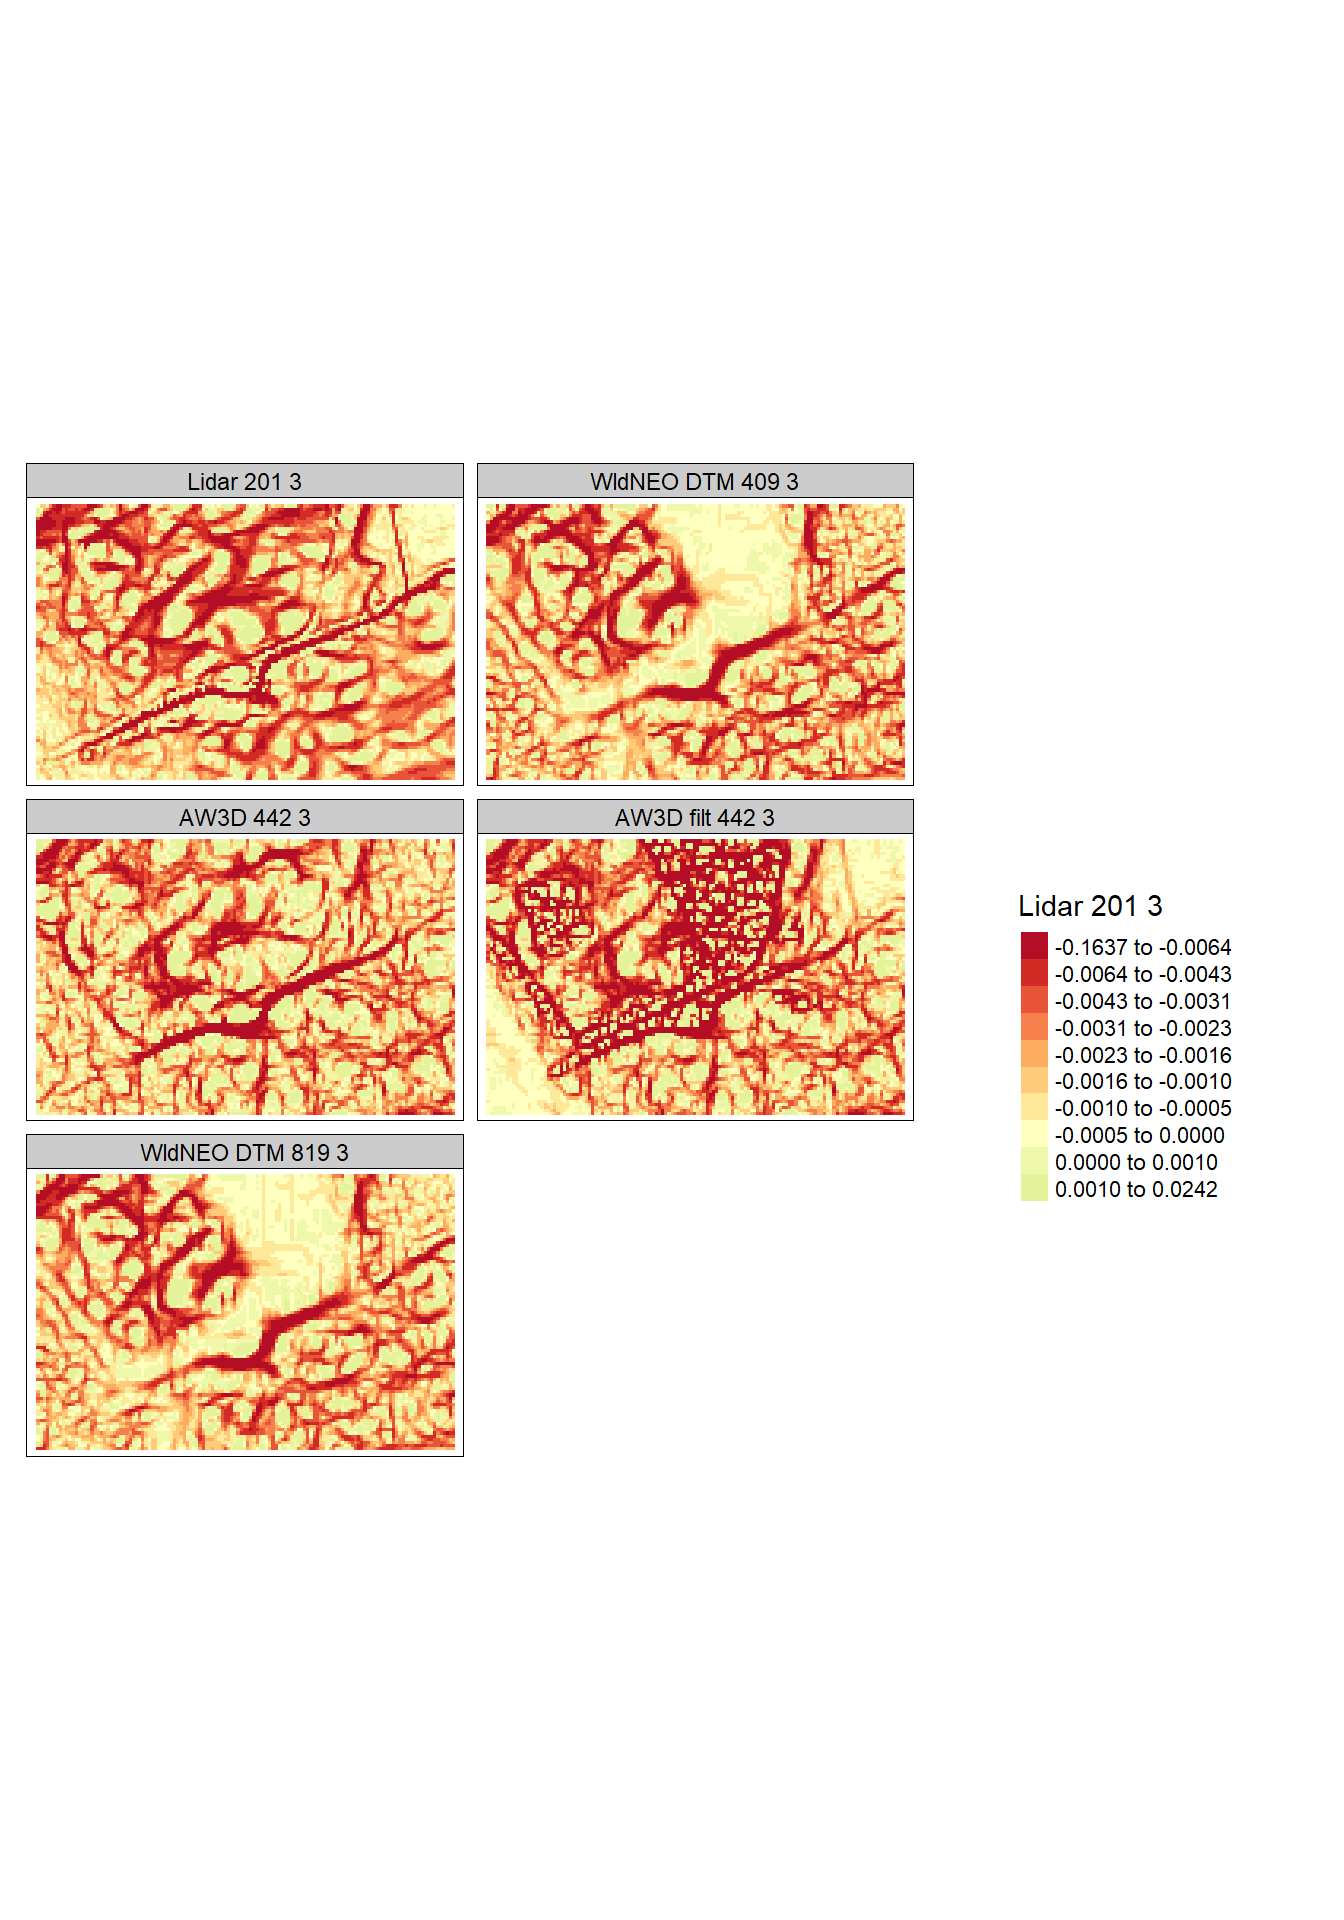 Lidar 201 3
WldNEO DTM 409 3
AW3D 442 3
AW3D filt 442 3
WldNEO DTM 819 3
Lidar 201 3
-0.1637 to -0.0064
-0.0064 to -0.0043
-0.0043 to -0.0031
-0.0031 to -0.0023
-0.0023 to -0.0016
-0.0016 to -0.0010
-0.0010 to -0.0005
-0.0005 to 0.0000
0.0000 to 0.0010
0.0010 to 0.0242